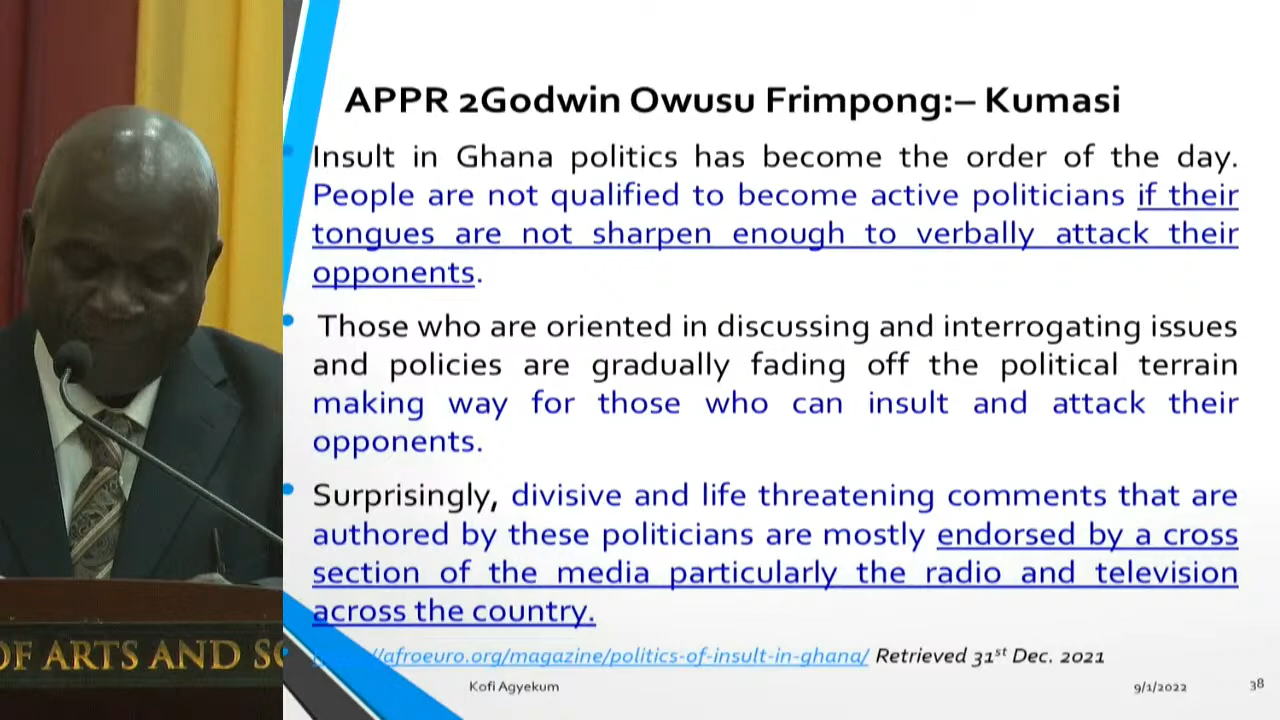 APPR 2Godwin Owusu Frimpong:– Kumasi
Insult in Ghana politics has become the order of the day.
People are not qualified to become active politicians if their
tongues are not sharpen enough to verbally attack their
opponents.
Those who are oriented in discussing and interrogating issues
and policies are gradually fading off the political terrain
making way for those who can insult and attack their
opponents.
Surprisingly, divisive and life threatening comments that are
authored by these politicians are mostly endorsed by a cross
section of the media particularly the radio and television
across the country.
/afroeuro.org/magazine/politics-of-insult-in-ghana/ Retrieved 31st Dec. 2021
Kofi Agyekum 9/1/2022 38
OF ARTS AND